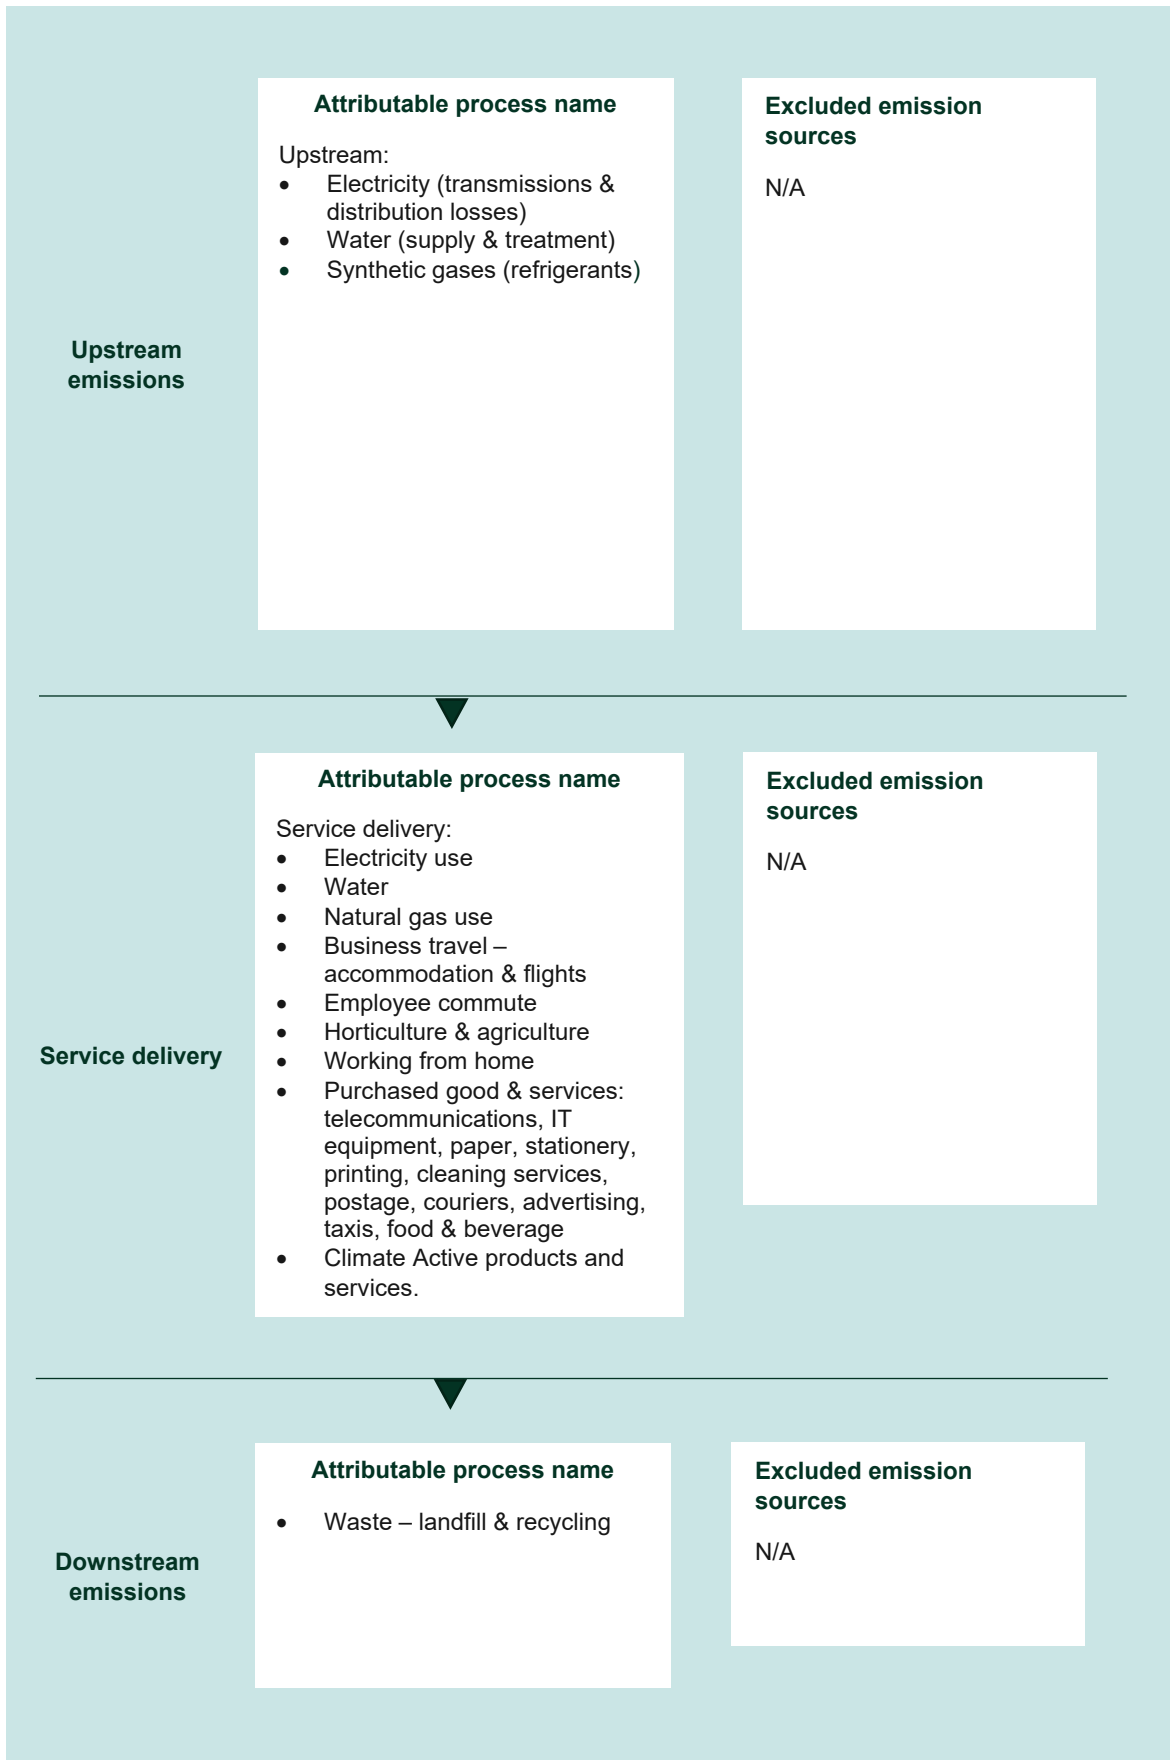 Attributable process name
Upstream:
• Electricity (transmissions &
distribution losses)
• Water (supply & treatment)
• Synthetic gases (refrigerants)
Excluded emission
sources
N/A
Upstream
emissions
Attributable process name
Service delivery:
• Electricity use
• Water
• Natural gas use
• Business travel –
accommodation & flights
• Employee commute
• Horticulture & agriculture
• Working from home
• Purchased good & services:
telecommunications, IT
equipment, paper, stationery,
printing, cleaning services,
postage, couriers, advertising,
taxis, food & beverage
• Climate Active products and
services.
Excluded emission
sources
N/A
Service delivery
Attributable process name
• Waste – landfill & recycling
Excluded emission
sources
N/A
Downstream
emissions